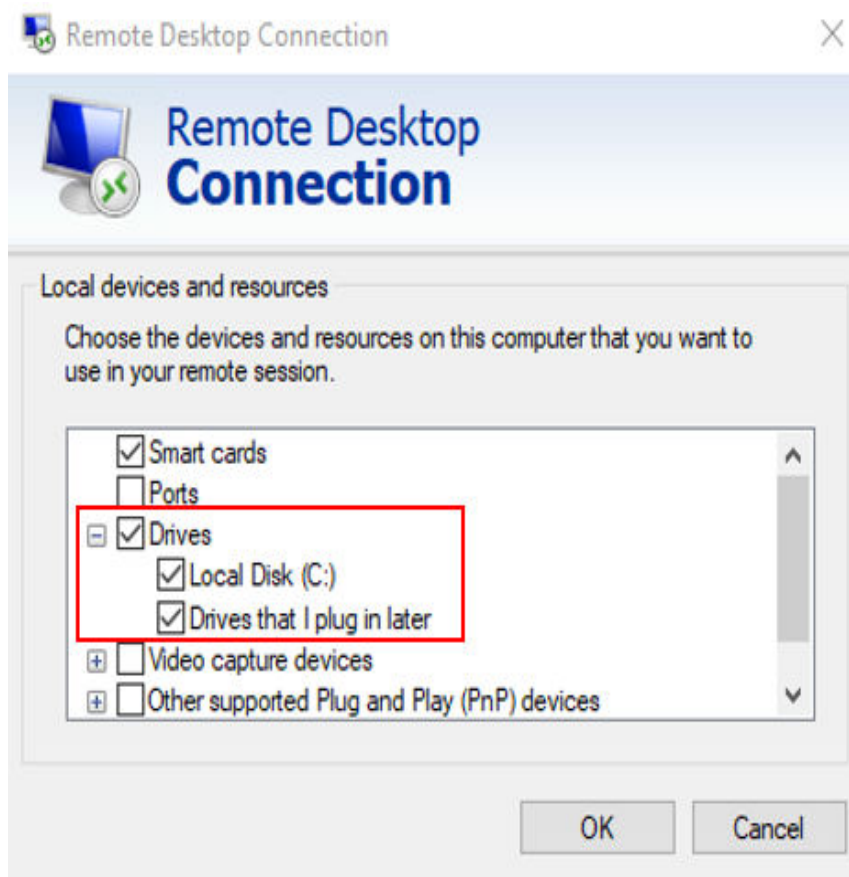 Remote Desktop Connection
Remote Desktop
Connection
Local devices and resources
Choose the devices and resources on this computer that you want to
use in your remote session.
Smart cards
Ports
Drives
Local Disk (C:)
Drives that I plug in later
Video capture devices
Other supported Plug and Play (PnP) devices
OK Cancel